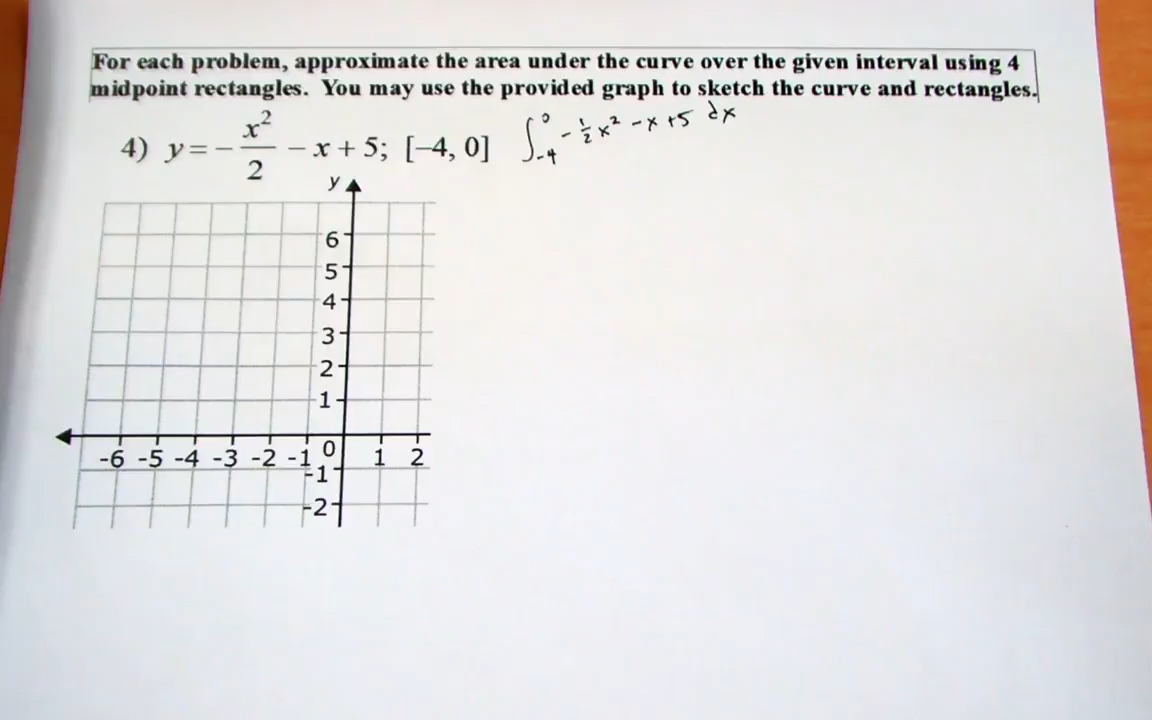 For each problem, approximate the area under the curve over the given interval using 4
midpoint rectangles. You may use the provided graph to sketch the curve and rectangles.
4) y = -x²/2 - x + 5; [-4, 0] ∫₋₄⁰ -½x² - x + 5 dx
y
6
5
4
3
2
1
-6 -5 -4 -3 -2 -1 0 1 2
-1
-2